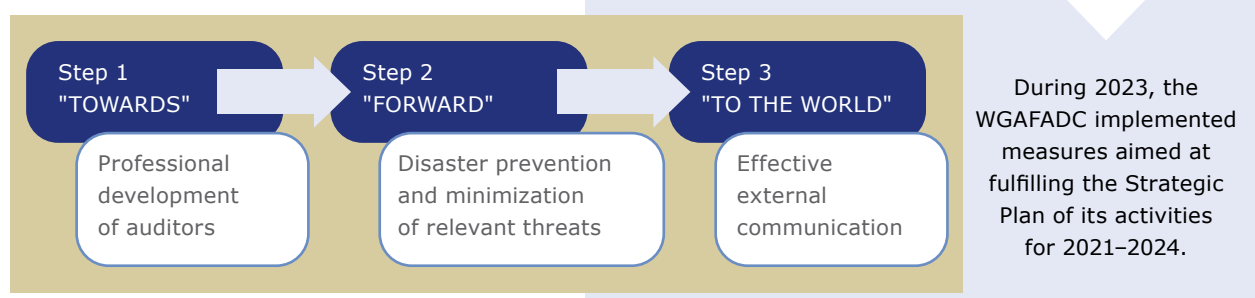 Step 1
"TOWARDS"
Professional
development
of auditors
Step 2
"FORWARD"
Disaster prevention
and minimization
of relevant threats
Step 3
"TO THE WORLD"
Effective
external
communication
During 2023, the
WGAFADC implemented
measures aimed at
fulfilling the Strategic
Plan of its activities
for 2021–2024.